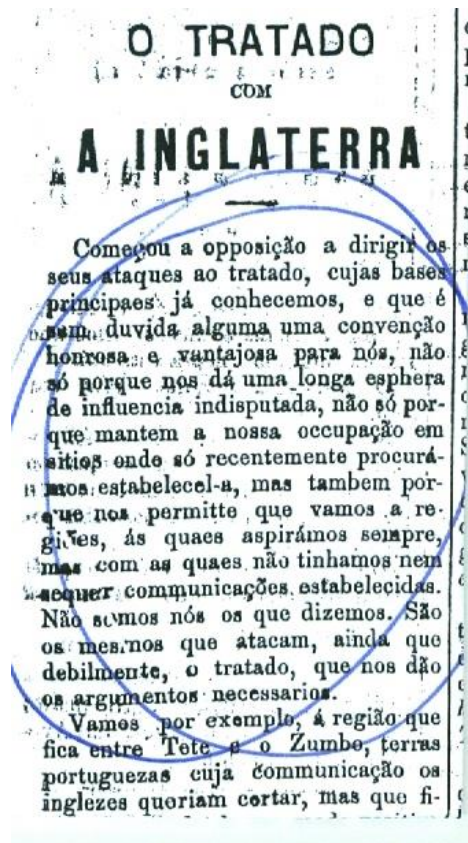 O TRATADO
COM
A INGLATERRA
Começou a opposição a dirigir os
seus ataques ao tratado, cujas bases
principaes já conhecemos, e que é
sem duvida alguma uma convenção
honrosa e vantajosa para nós, não
só porque nos dá uma longa esphera
de influencia indisputada, não só por-
que mantem a nossa occupação em
sitios onde só recentemente procurá-
mos estabelecel-a, mas tambem por-
que nos permitte que vamos a re-
giões, ás quaes aspirámos sempre,
mas com as quaes não tinhamos nem
sequer communicações estabelecidas.
Não somos nós os que dizemos. São
os mesmos que atacam, ainda que
debilmente, o tratado, que nos dão
os argumentos necessarios.
Vamos por exemplo, á região que
fica entre Tete e o Zumbo, terras
portuguezas cuja communicação os
inglezes queriam cortar, mas que fi-